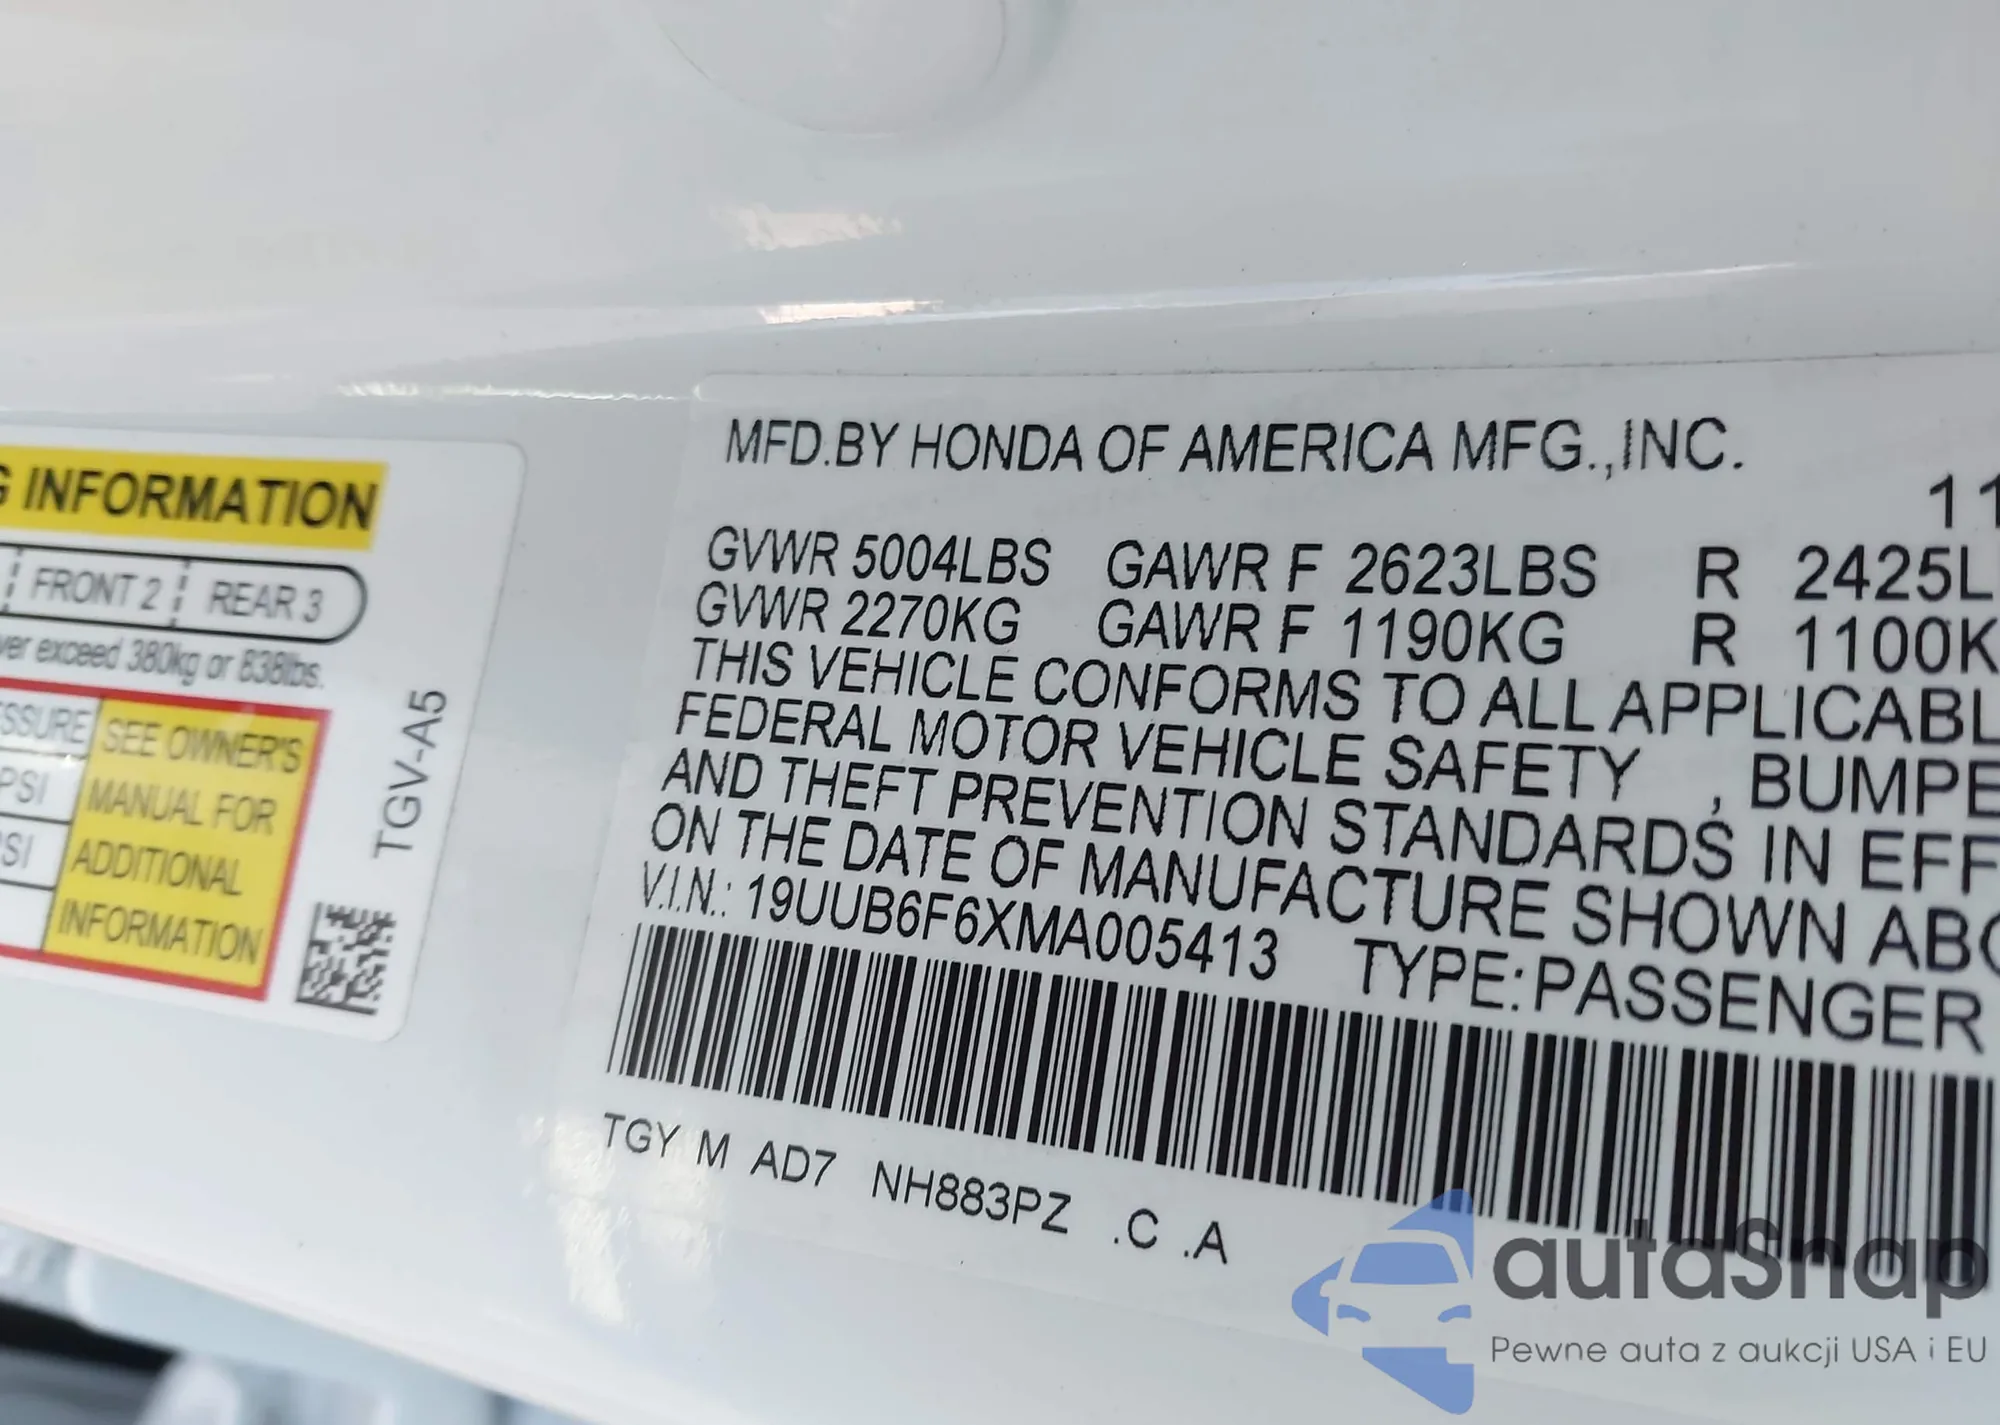 G INFORMATION
FRONT 2 REAR 3
ver exceed 380kg or 838lbs.
SSURE
PSI
SI
SEE OWNER'S
MANUAL FOR
ADDITIONAL
INFORMATION
TGV-A5
MFD.BY HONDA OF AMERICA MFG.,INC.
11
GVWR 5004LBS GAWR F 2623LBS R 2425L
GVWR 2270KG GAWR F 1190KG R 1100K
THIS VEHICLE CONFORMS TO ALL APPLICABL
FEDERAL MOTOR VEHICLE SAFETY , BUMPE
AND THEFT PREVENTION STANDARDS IN EFF
ON THE DATE OF MANUFACTURE SHOWN ABO
V.I.N.: 19UUB6F6XMA005413 TYPE:PASSENGER
TGY M AD7 NH883PZ .C .A
autaSnap
Pewne auta z aukcji USA i EU